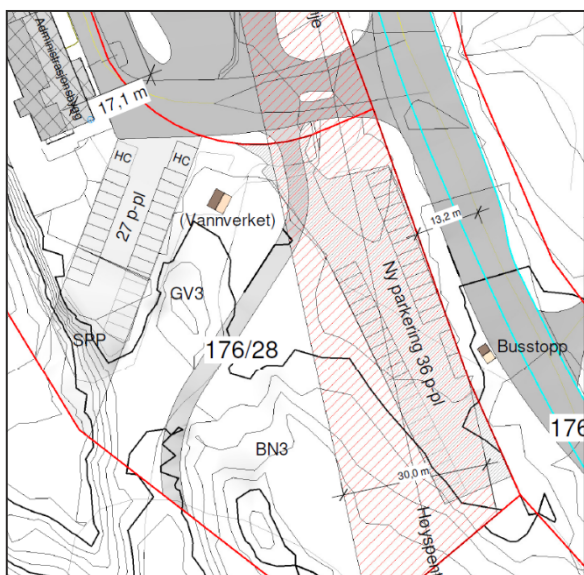 Administrasjonsbygg
17,1 m
HC
HC
27 p-pl
(Vannverket)
13,2 m
Ny parkering 36 p-pl
GV3
SPP
176/28
Busstopp
BN3
176
30,0 m
Høyspent